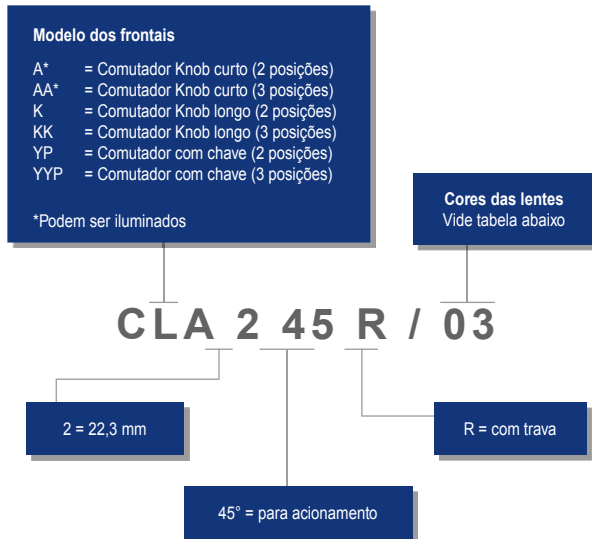 Modelo dos frontais
A* = Comutador Knob curto (2 posições)
AA* = Comutador Knob curto (3 posições)
K = Comutador Knob longo (2 posições)
KK = Comutador Knob longo (3 posições)
YP = Comutador com chave (2 posições)
YYP = Comutador com chave (3 posições)
*Podem ser iluminados
Cores das lentes
Vide tabela abaixo
CLA 2 45 R / 03
2 = 22,3 mm
R = com trava
45° = para acionamento